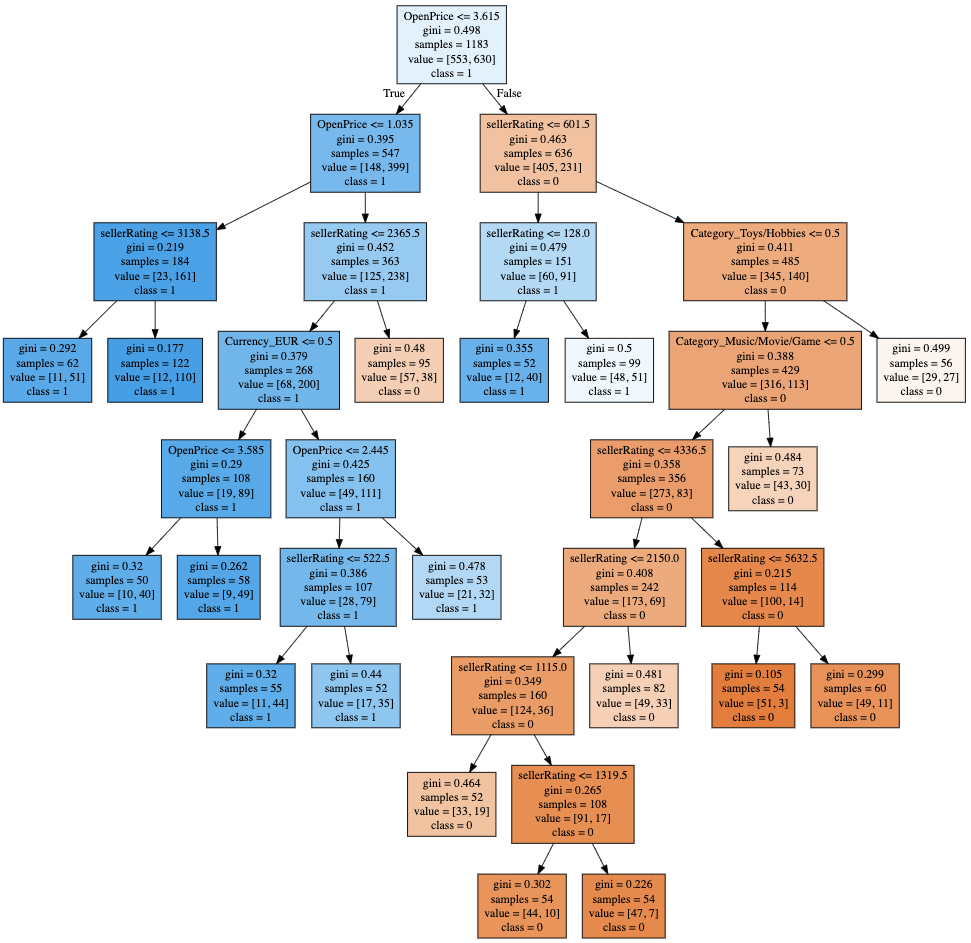 OpenPrice <= 3.615
gini = 0.498
samples = 1183
value = [553, 630]
class = 1
True
False
OpenPrice <= 1.035
gini = 0.395
samples = 547
value = [148, 399]
class = 1
sellerRating <= 601.5
gini = 0.463
samples = 636
value = [405, 231]
class = 0
sellerRating <= 3138.5
gini = 0.219
samples = 184
value = [23, 161]
class = 1
sellerRating <= 2365.5
gini = 0.452
samples = 363
value = [125, 238]
class = 1
sellerRating <= 128.0
gini = 0.479
samples = 151
value = [60, 91]
class = 1
Category_Toys/Hobbies <= 0.5
gini = 0.411
samples = 485
value = [345, 140]
class = 0
gini = 0.292
samples = 62
value = [11, 51]
class = 1
gini = 0.177
samples = 122
value = [12, 110]
class = 1
Currency_EUR <= 0.5
gini = 0.379
samples = 268
value = [68, 200]
class = 1
gini = 0.48
samples = 95
value = [57, 38]
class = 0
gini = 0.355
samples = 52
value = [12, 40]
class = 1
gini = 0.5
samples = 99
value = [48, 51]
class = 1
Category_Music/Movie/Game <= 0.5
gini = 0.388
samples = 429
value = [316, 113]
class = 0
gini = 0.499
samples = 56
value = [29, 27]
class = 0
OpenPrice <= 3.585
gini = 0.29
samples = 108
value = [19, 89]
class = 1
OpenPrice <= 2.445
gini = 0.425
samples = 160
value = [49, 111]
class = 1
sellerRating <= 4336.5
gini = 0.358
samples = 356
value = [273, 83]
class = 0
gini = 0.484
samples = 73
value = [43, 30]
class = 0
gini = 0.32
samples = 50
value = [10, 40]
class = 1
gini = 0.262
samples = 58
value = [9, 49]
class = 1
sellerRating <= 522.5
gini = 0.386
samples = 107
value = [28, 79]
class = 1
gini = 0.478
samples = 53
value = [21, 32]
class = 1
sellerRating <= 2150.0
gini = 0.408
samples = 242
value = [173, 69]
class = 0
sellerRating <= 5632.5
gini = 0.215
samples = 114
value = [100, 14]
class = 0
gini = 0.32
samples = 55
value = [11, 44]
class = 1
gini = 0.44
samples = 52
value = [17, 35]
class = 1
sellerRating <= 1115.0
gini = 0.349
samples = 160
value = [124, 36]
class = 0
gini = 0.481
samples = 82
value = [49, 33]
class = 0
gini = 0.105
samples = 54
value = [51, 3]
class = 0
gini = 0.299
samples = 60
value = [49, 11]
class = 0
gini = 0.464
samples = 52
value = [33, 19]
class = 0
sellerRating <= 1319.5
gini = 0.265
samples = 108
value = [91, 17]
class = 0
gini = 0.302
samples = 54
value = [44, 10]
class = 0
gini = 0.226
samples = 54
value = [47, 7]
class = 0